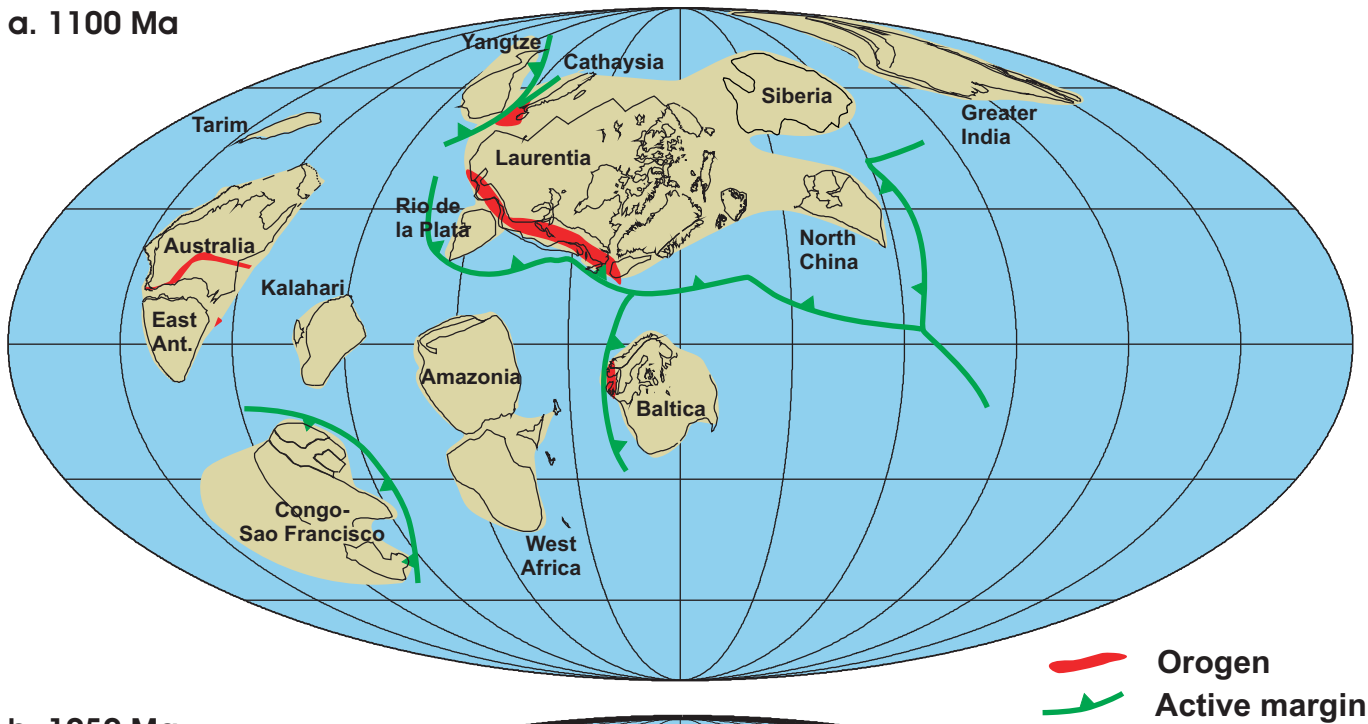 a. 1100 Ma
Yangtze
Cathaysia
Siberia
Greater
India
Tarim
Laurentia
Rio de
la Plata
North
China
Australia
Kalahari
East
Ant.
Amazonia
Baltica
Congo-
Sao Francisco
West
Africa
Orogen
Active margin